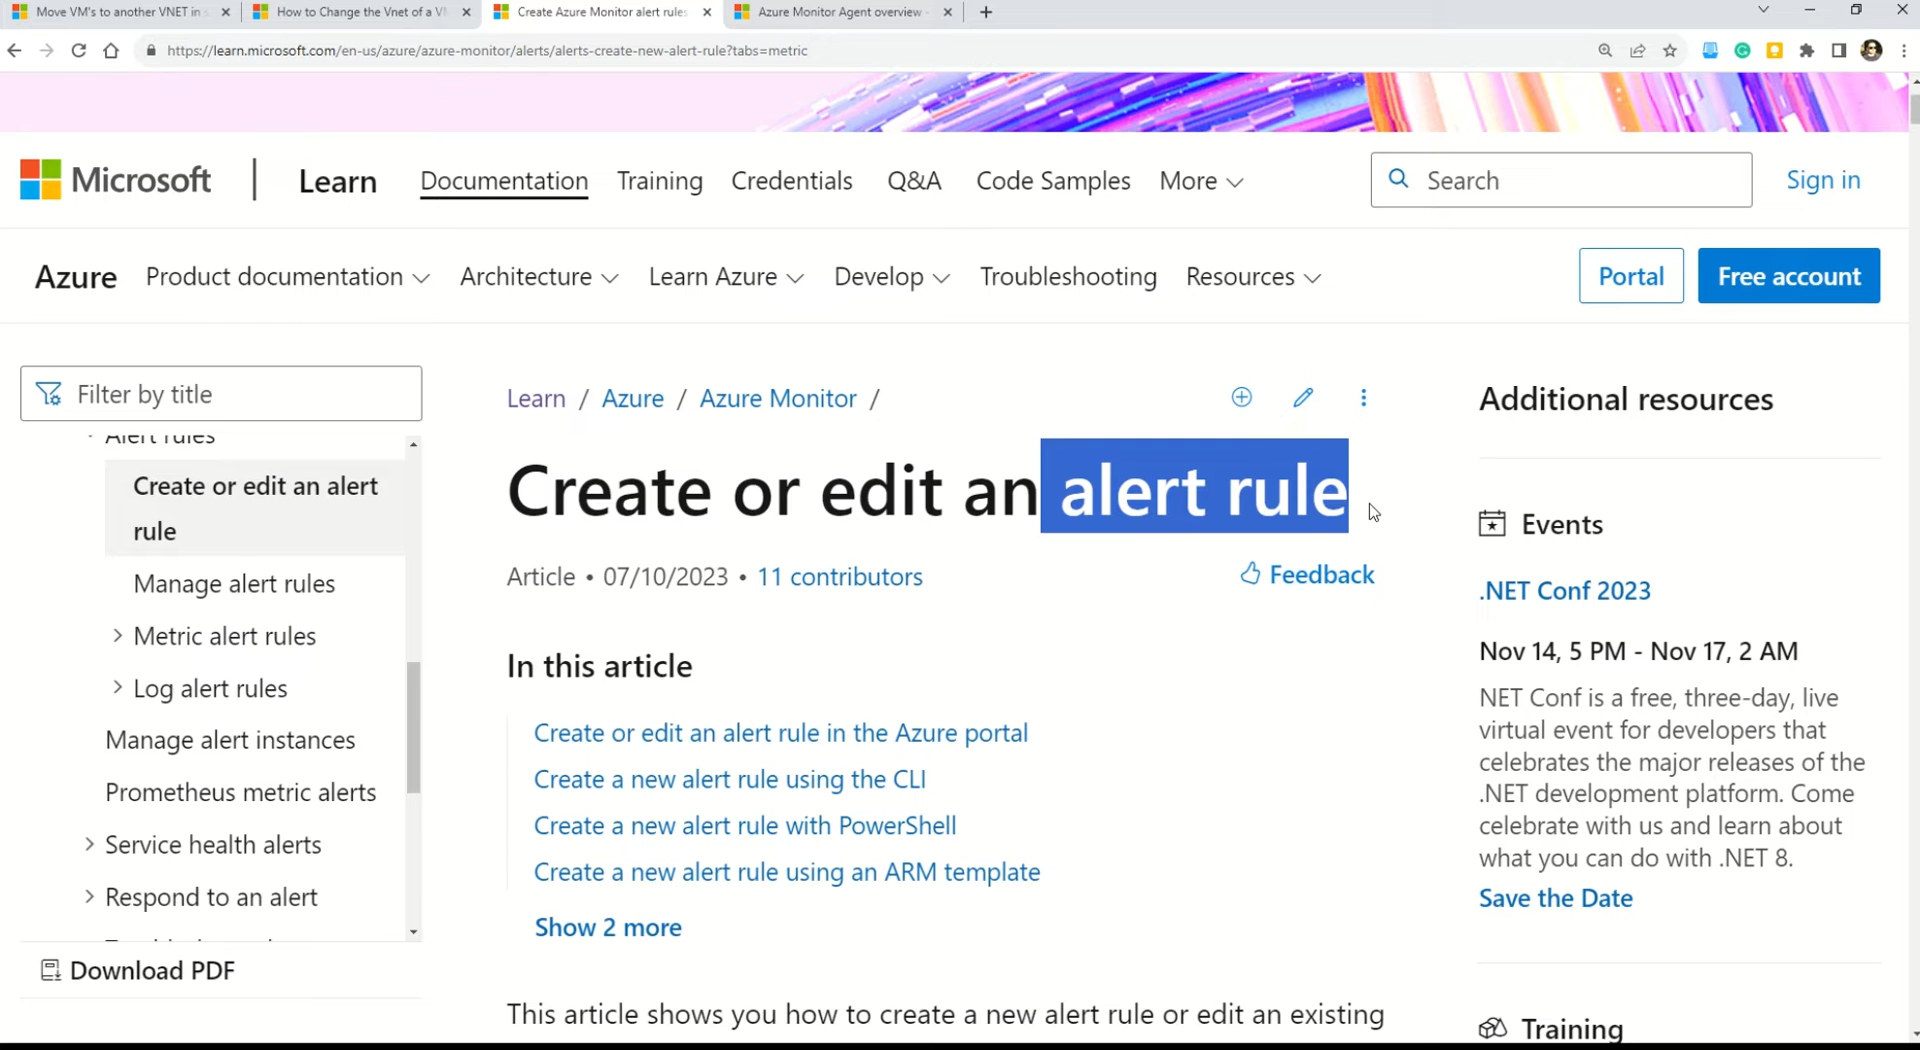 Move VM's to another VNET in
How to Change the Vnet of a V
Create Azure Monitor alert rules
Azure Monitor Agent overview
https://learn.microsoft.com/en-us/azure/azure-monitor/alerts/alerts-create-new-alert-rule?tabs=metric
Microsoft
Learn
Documentation
Training
Credentials
Q&A
Code Samples
More
Search
Sign in
Azure
Product documentation
Architecture
Learn Azure
Develop
Troubleshooting
Resources
Portal
Free account
Filter by title
Alert rules
Create or edit an alert
rule
Manage alert rules
Metric alert rules
Log alert rules
Manage alert instances
Prometheus metric alerts
Service health alerts
Respond to an alert
Download PDF
Learn / Azure / Azure Monitor /
Create or edit an alert rule
Article • 07/10/2023 • 11 contributors
Feedback
In this article
Create or edit an alert rule in the Azure portal
Create a new alert rule using the CLI
Create a new alert rule with PowerShell
Create a new alert rule using an ARM template
Show 2 more
This article shows you how to create a new alert rule or edit an existing
Additional resources
Events
.NET Conf 2023
Nov 14, 5 PM - Nov 17, 2 AM
NET Conf is a free, three-day, live
virtual event for developers that
celebrates the major releases of the
.NET development platform. Come
celebrate with us and learn about
what you can do with .NET 8.
Save the Date
Training